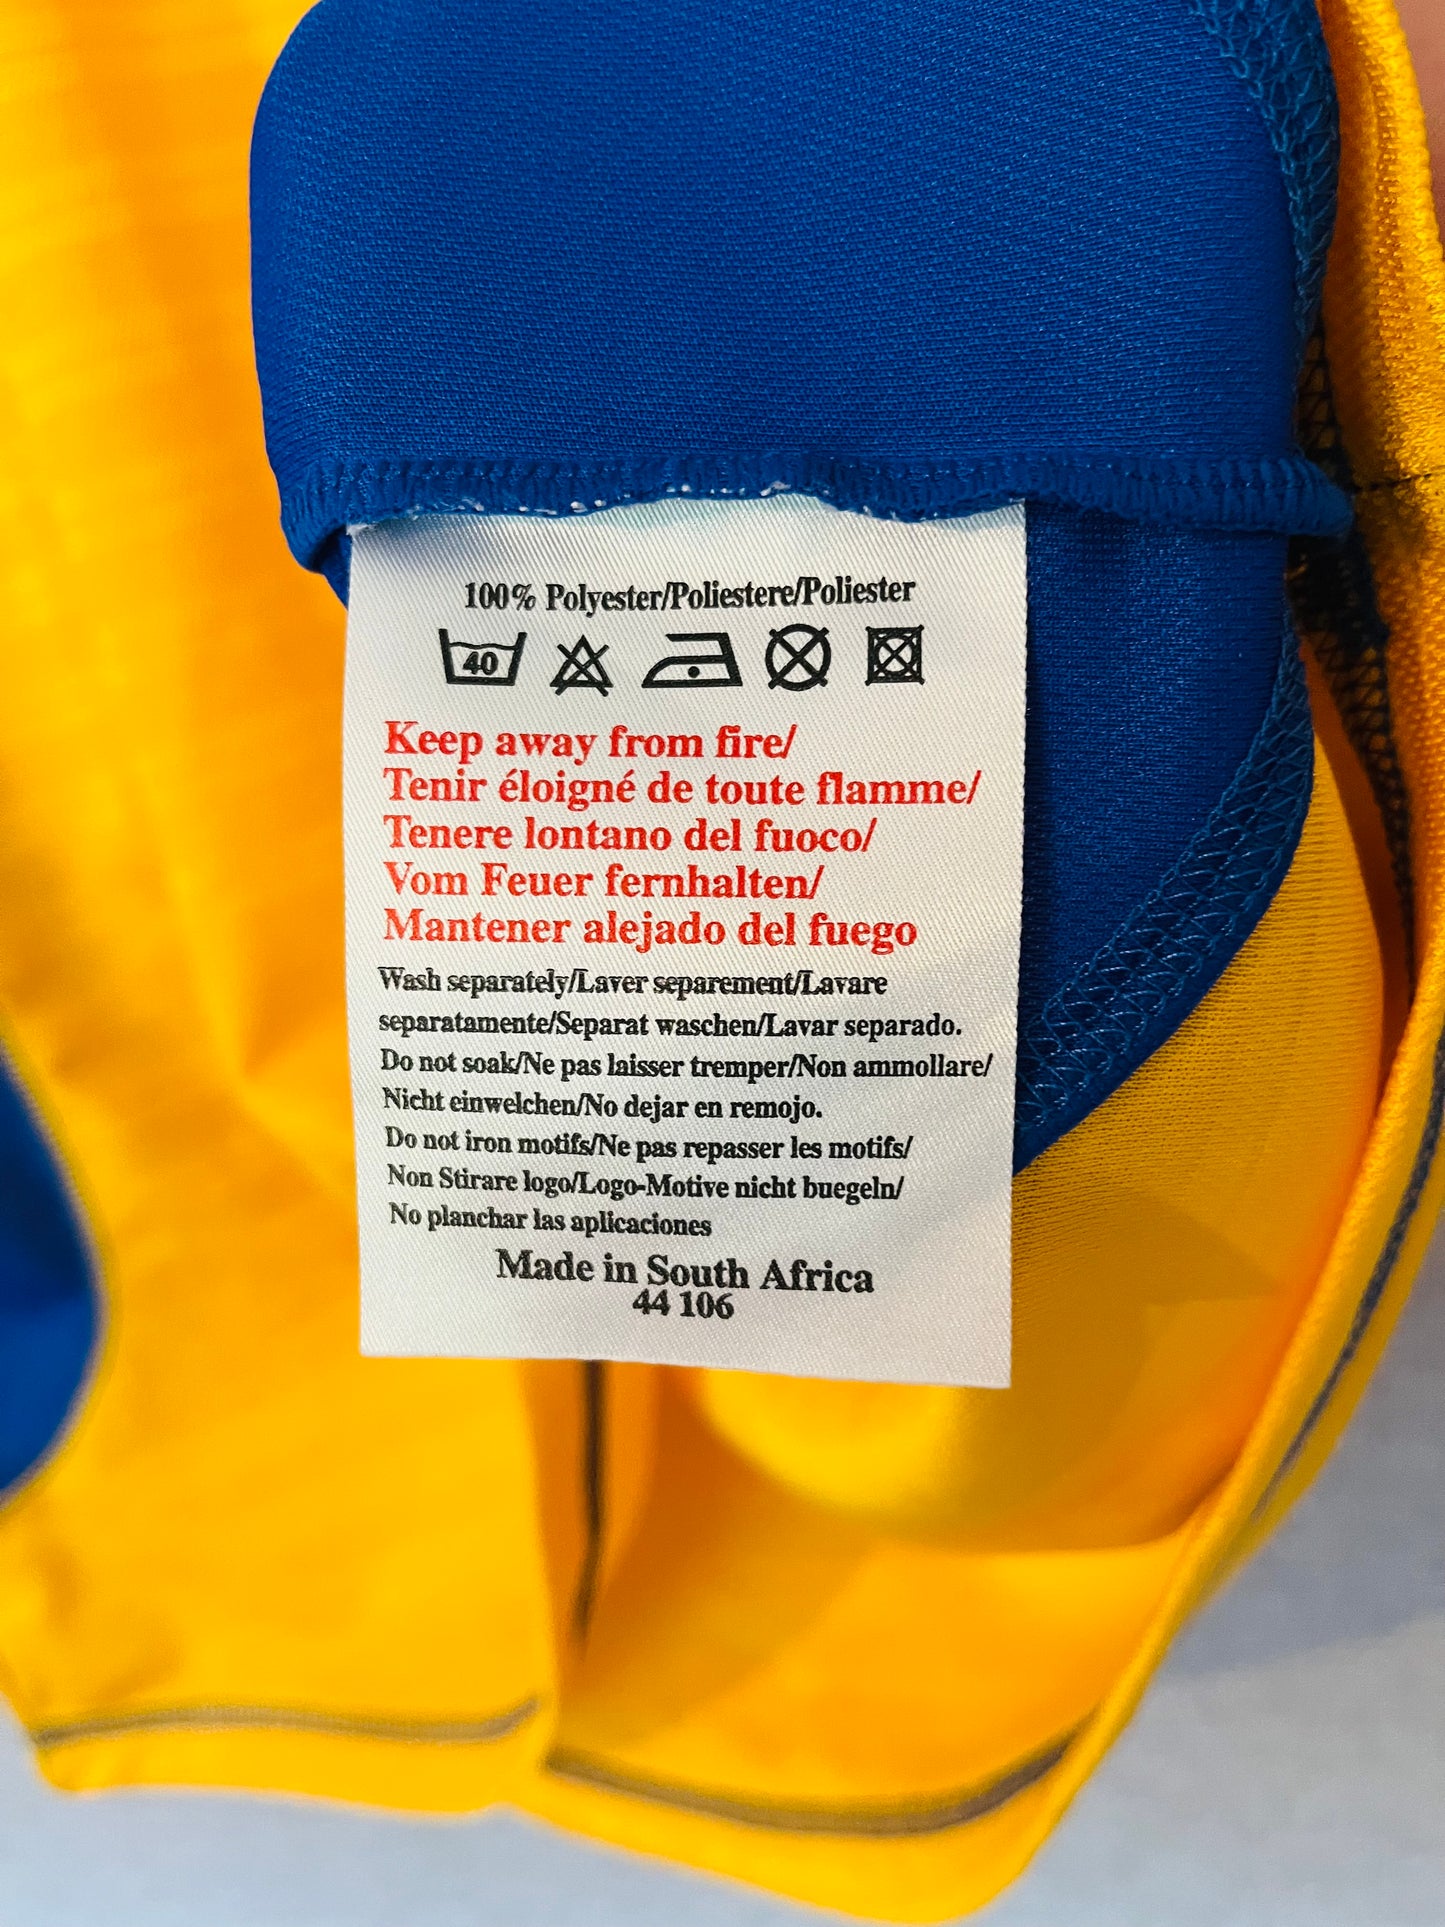 100% Polyester/Poliestere/Poliester
40
Keep away from fire/
Tenir éloigné de toute flamme/
Tenere lontano del fuoco/
Vom Feuer fernhalten/
Mantener alejado del fuego
Wash separately/Laver separement/Lavare
separatamente/Separat waschen/Lavar separado.
Do not soak/Ne pas laisser tremper/Non ammollare/
Nicht einwelchen/No dejar en remojo.
Do not iron motifs/Ne pas repasser les motifs/
Non Stirare logo/Logo-Motive nicht buegeln/
No planchar las aplicaciones
Made in South Africa
44 106